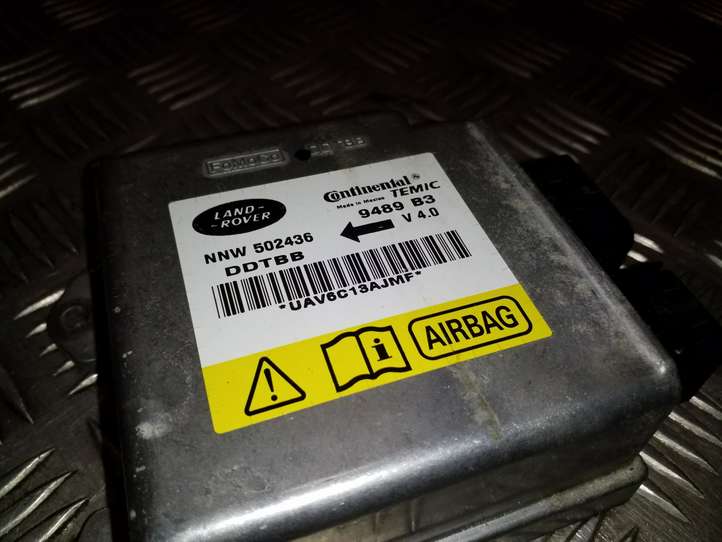 LAND-
-ROVER
Continental
TEMIC
Made in Mexico
9489 B3
V 4.0
NNW 502436
DDTBB
*UAV6C13AJMF*
i
AIRBAG